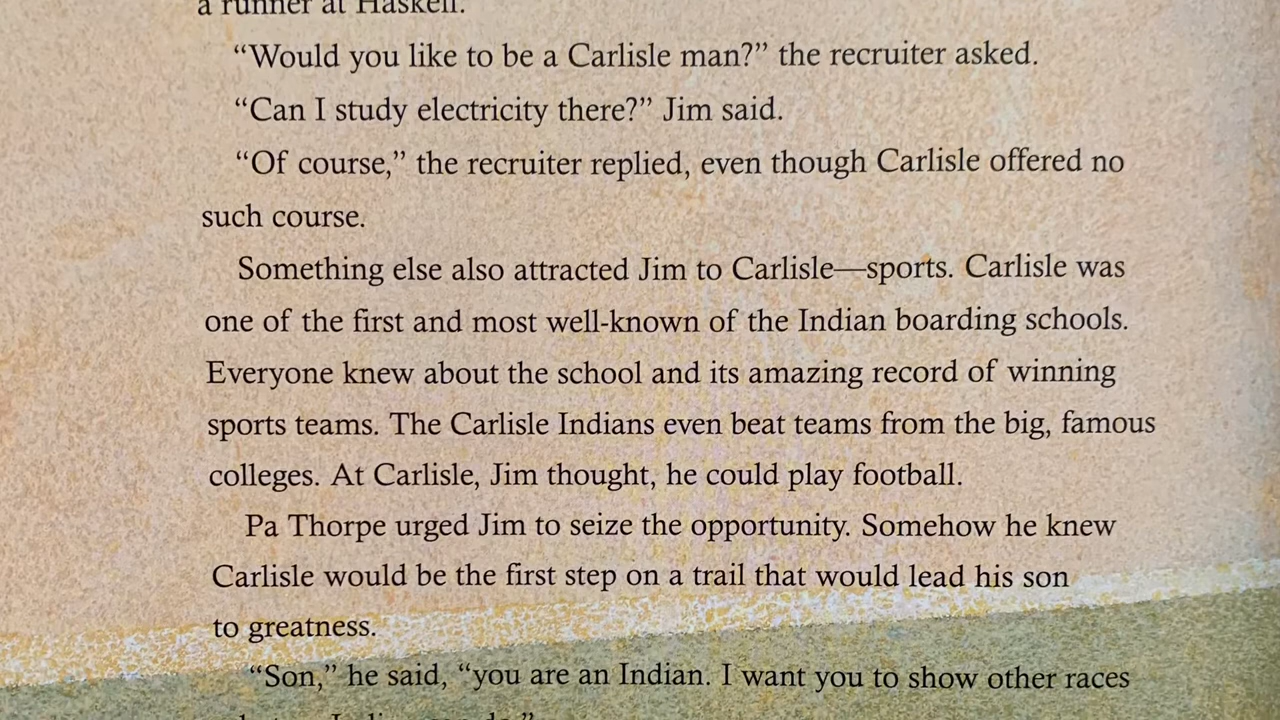 a runner at Haskell.
“Would you like to be a Carlisle man?” the recruiter asked.
“Can I study electricity there?” Jim said.
“Of course,” the recruiter replied, even though Carlisle offered no
such course.
Something else also attracted Jim to Carlisle—sports. Carlisle was
one of the first and most well-known of the Indian boarding schools.
Everyone knew about the school and its amazing record of winning
sports teams. The Carlisle Indians even beat teams from the big, famous
colleges. At Carlisle, Jim thought, he could play football.
Pa Thorpe urged Jim to seize the opportunity. Somehow he knew
Carlisle would be the first step on a trail that would lead his son
to greatness.
“Son,” he said, “you are an Indian. I want you to show other races